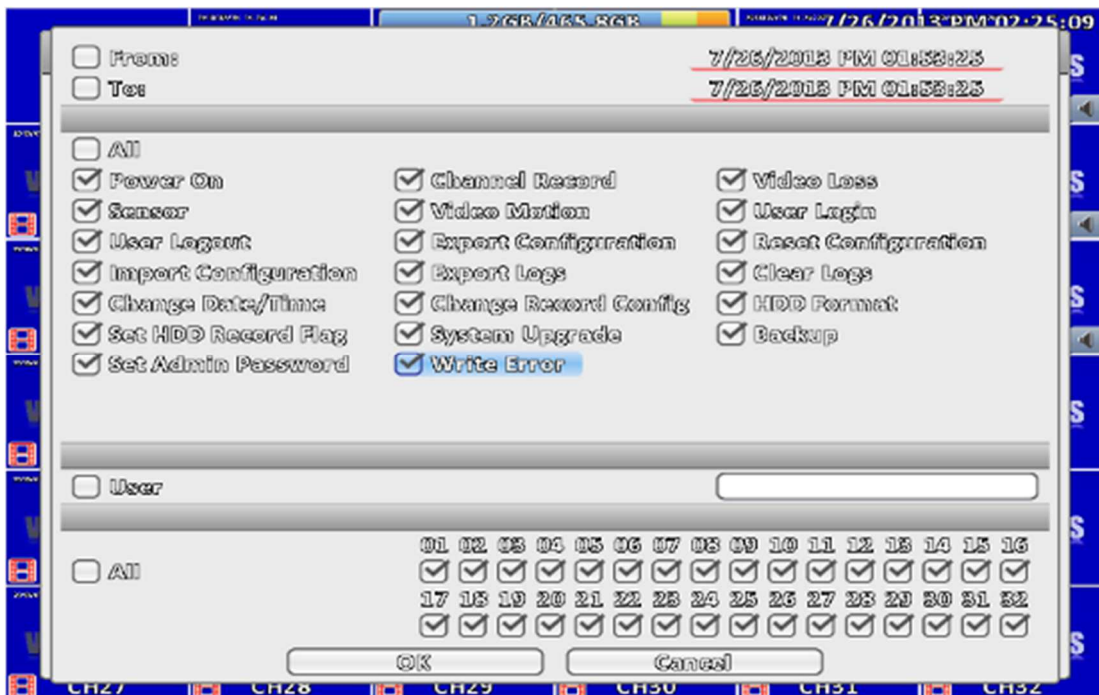 1.2GB/465.8GB 7/26/2013 PM 02:25:09
From: 7/26/2013 PM 01:53:25
To: 7/26/2013 PM 01:53:25
All
Power On Channel Record Video Loss
Sensor Video Motion User Login
User Logout Export Configuration Reset Configuration
Import Configuration Export Logs Clear Logs
Change Date/Time Change Record Config HDD Format
Set HDD Record Flag System Upgrade Backup
Set Admin Password Write Error
User
01 02 03 04 05 06 07 08 09 10 11 12 13 14 15 16
All
17 18 19 20 21 22 23 24 25 26 27 28 29 30 31 32
OK Cancel
CH27 CH28 CH29 CH30 CH31 CH32